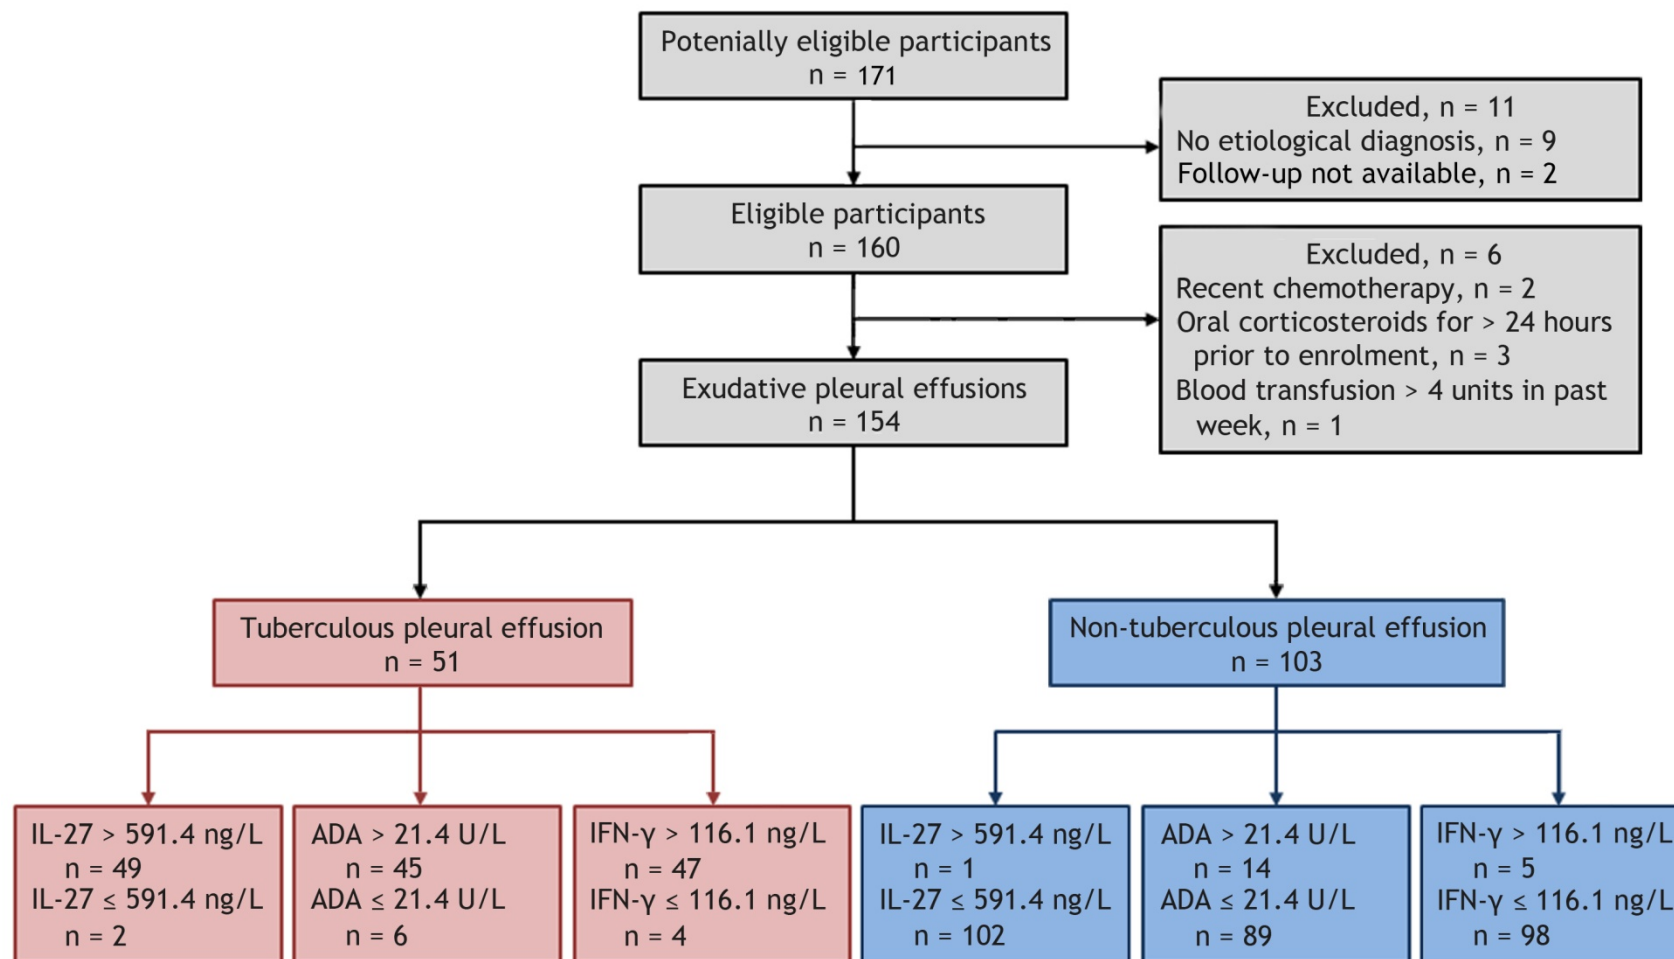 Potenially eligible participants
n = 171
Excluded, n = 11
No etiological diagnosis, n = 9
Follow-up not available, n = 2
Eligible participants
n = 160
Excluded, n = 6
Recent chemotherapy, n = 2
Oral corticosteroids for > 24 hours
prior to enrolment, n = 3
Blood transfusion > 4 units in past
week, n = 1
Exudative pleural effusions
n = 154
Tuberculous pleural effusion
n = 51
Non-tuberculous pleural effusion
n = 103
IL-27 > 591.4 ng/L
n = 49
IL-27 ≤ 591.4 ng/L
n = 2
ADA > 21.4 U/L
n = 45
ADA ≤ 21.4 U/L
n = 6
IFN-γ > 116.1 ng/L
n = 47
IFN-γ ≤ 116.1 ng/L
n = 4
IL-27 > 591.4 ng/L
n = 1
IL-27 ≤ 591.4 ng/L
n = 102
ADA > 21.4 U/L
n = 14
ADA ≤ 21.4 U/L
n = 89
IFN-γ > 116.1 ng/L
n = 5
IFN-γ ≤ 116.1 ng/L
n = 98